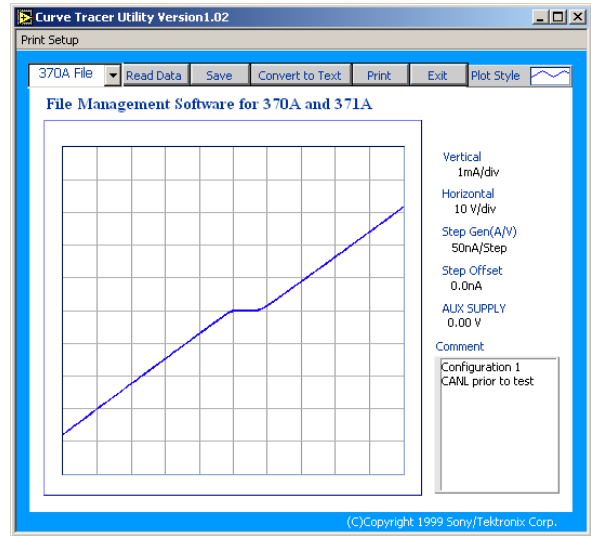 Curve Tracer Utility Version1.02
Print Setup
370A File Read Data Save Convert to Text Print Exit Plot Style
File Management Software for 370A and 371A
Vertical
1mA/div
Horizontal
10 V/div
Step Gen(A/V)
50nA/Step
Step Offset
0.0nA
AUX SUPPLY
0.00 V
Comment
Configuration 1
CANL prior to test
(C)Copyright 1999 Sony/Tektronix Corp.